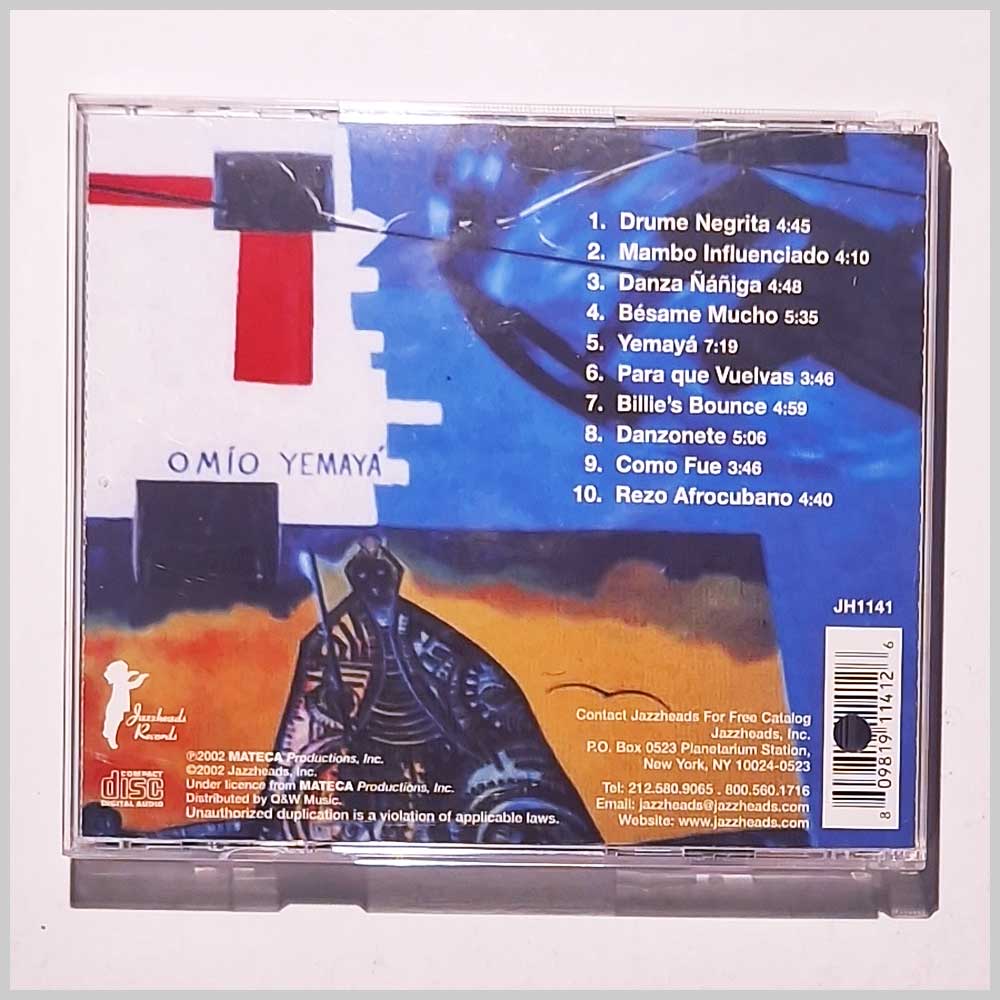 1. Drume Negrita 4:45
2. Mambo Influenciado 4:10
3. Danza Ñáñiga 4:48
4. Bésame Mucho 5:35
5. Yemayá 7:19
6. Para que Vuelvas 3:46
7. Billie's Bounce 4:59
8. Danzonete 5:06
9. Como Fue 3:46
10. Rezo Afrocubano 4:40
OMÍO YEMAYÁ
JH1141
8 09819 11412 6
Jazzheads
Records
Contact Jazzheads For Free Catalog
Jazzheads, Inc.
P.O. Box 0523 Planetarium Station,
New York, NY 10024-0523
Tel: 212.580.9065 . 800.560.1716
Email: jazzheads@jazzheads.com
Website: www.jazzheads.com
COMPACT
disc
DIGITAL AUDIO
℗2002 MATECA Productions, Inc.
©2002 Jazzheads, Inc.
Under licence from MATECA Productions, Inc.
Distributed by Q&W Music.
Unauthorized duplication is a violation of applicable laws.